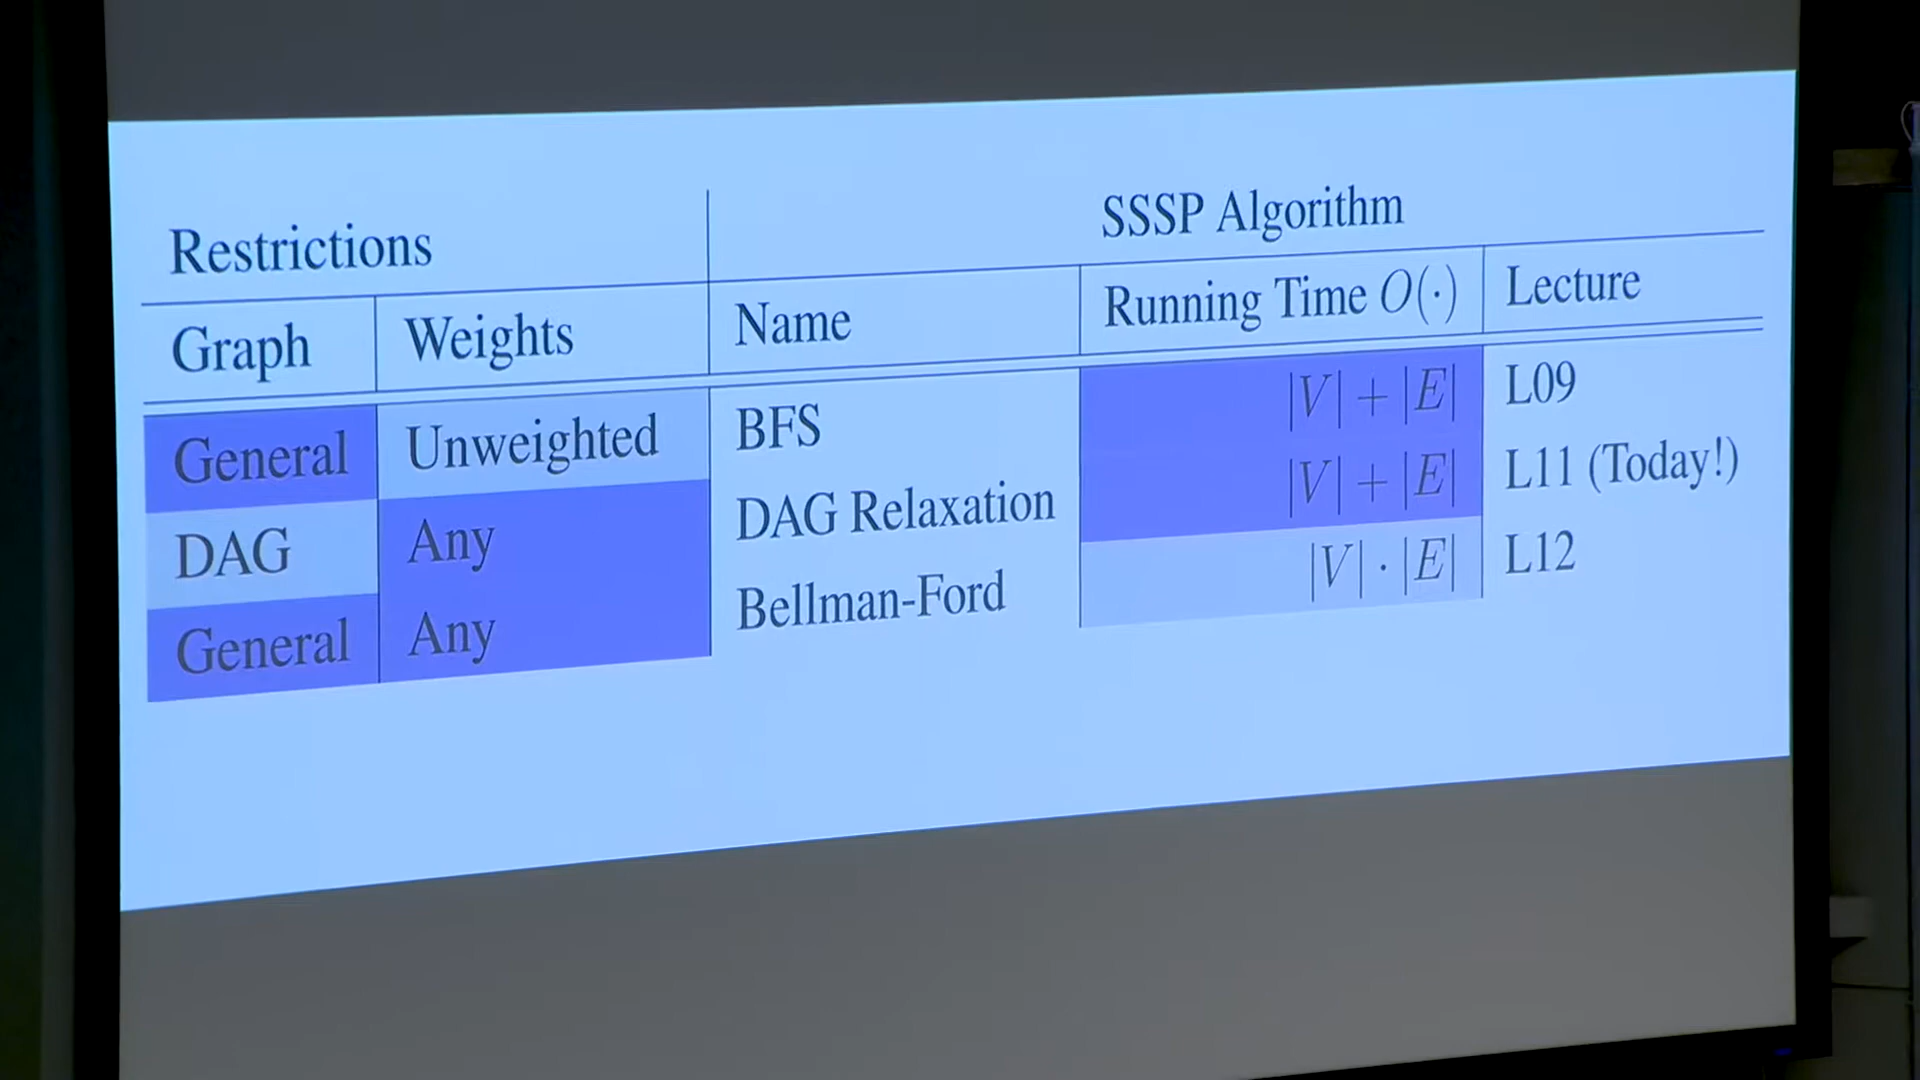 Restrictions SSSP Algorithm
Graph Weights Name Running Time O(·) Lecture
General Unweighted BFS |V| + |E| L09
DAG Any DAG Relaxation |V| + |E| L11 (Today!)
General Any Bellman-Ford |V| · |E| L12